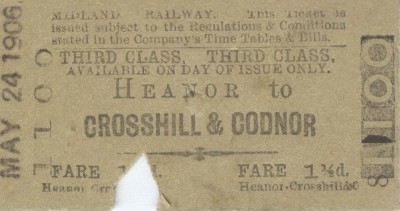 MIDLAND RAILWAY. This Ticket is
issued subject to the Regulations & Conditions
stated in the Company's Time Tables & Bills.
THIRD CLASS. THIRD CLASS.
AVAILABLE ON DAY OF ISSUE ONLY.
HEANOR to
CROSSHILL & CODNOR
FARE 1 d. FARE 1½d.
Heanor-Cro Heanor-Crosshill&C
MAY 24 1906